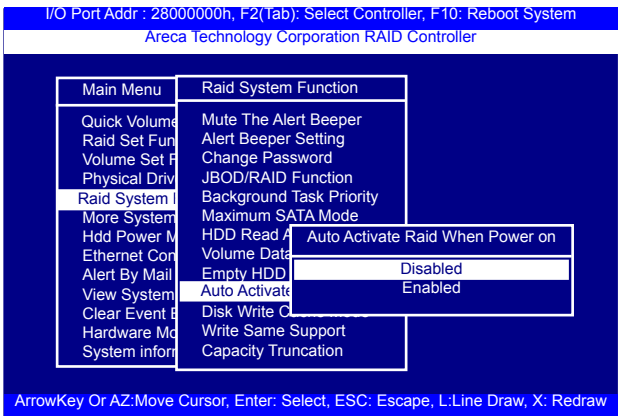 I/O Port Addr : 28000000h, F2(Tab): Select Controller, F10: Reboot System
Areca Technology Corporation RAID Controller
Main Menu
Quick Volume
Raid Set Fun
Volume Set F
Physical Driv
Raid System
More System
Hdd Power M
Ethernet Con
Alert By Mail
View System
Clear Event E
Hardware Mo
System inforr
Raid System Function
Mute The Alert Beeper
Alert Beeper Setting
Change Password
JBOD/RAID Function
Background Task Priority
Maximum SATA Mode
HDD Read A
Volume Data
Empty HDD
Auto Activate
Disk Write Cache Mode
Write Same Support
Capacity Truncation
Auto Activate Raid When Power on
Disabled
Enabled
ArrowKey Or AZ:Move Cursor, Enter: Select, ESC: Escape, L:Line Draw, X: Redraw